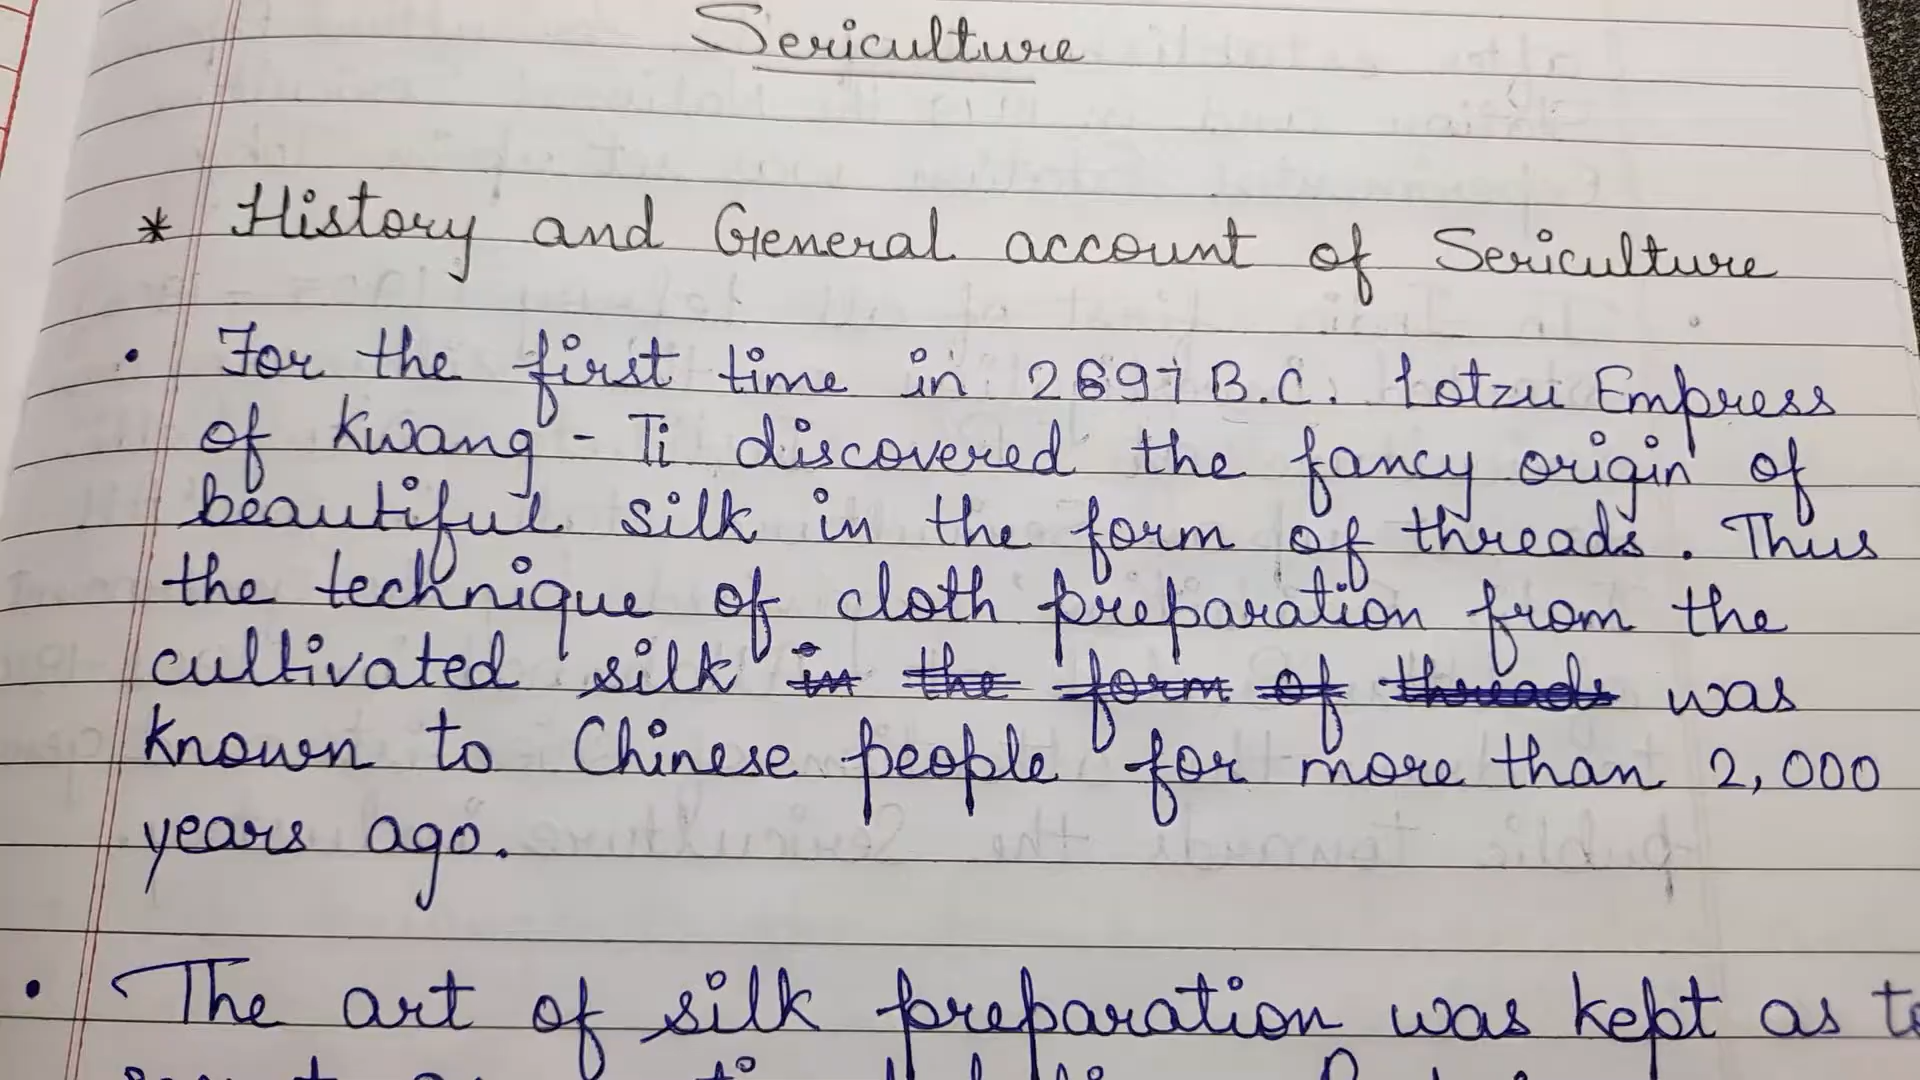 Sericulture
* History and General account of Sericulture
• For the first time in 2697 B.C. Lotzu Empress
of Kwang - Ti discovered the fancy origin of
beautiful silk in the form of threads. Thus
the technique of cloth preparation from the
cultivated silk in the form of threads was
known to Chinese people for more than 2,000
years ago.
• The art of silk preparation was kept as